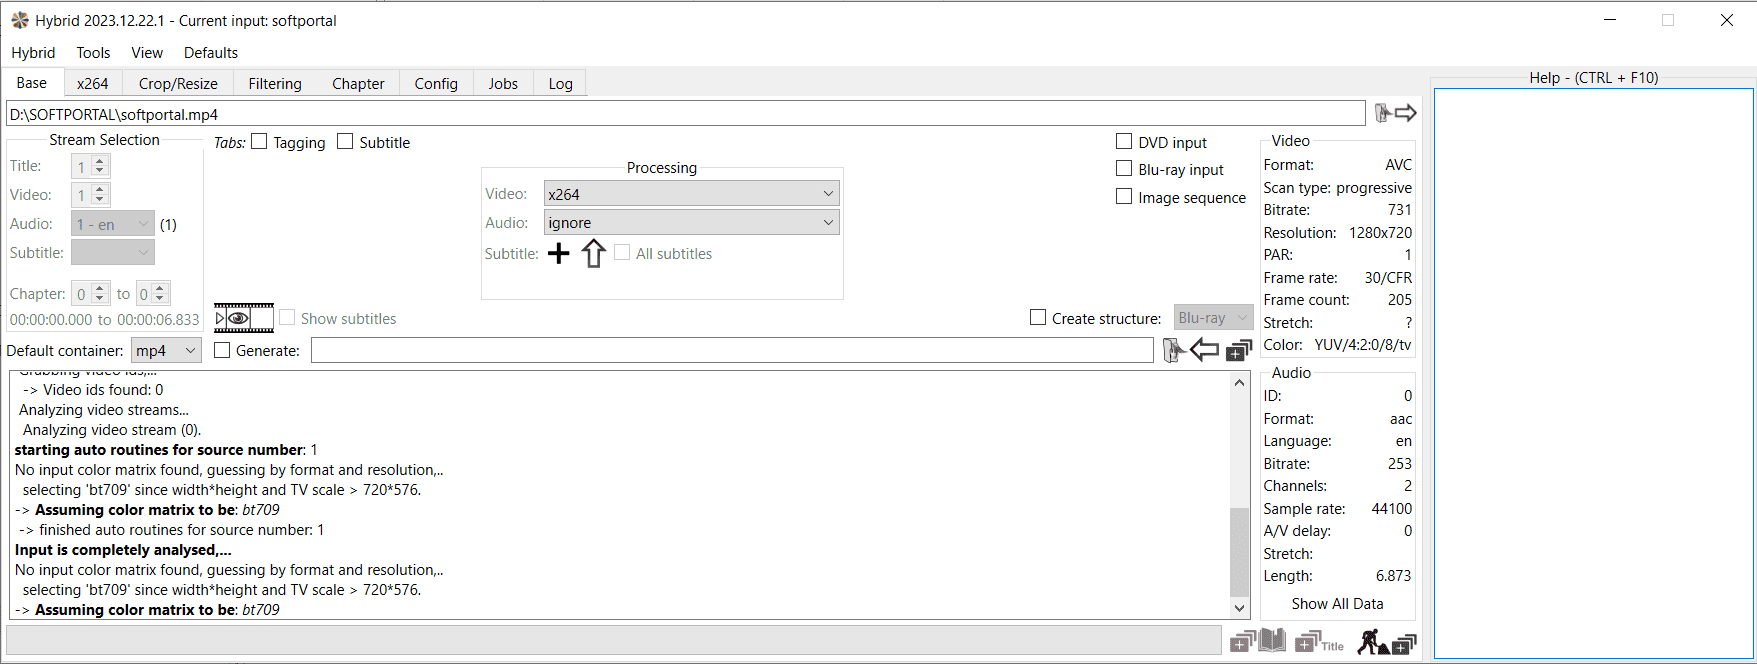 Hybrid 2023.12.22.1 - Current input: softportal
Hybrid Tools View Defaults
Base x264 Crop/Resize Filtering Chapter Config Jobs Log
Help - (CTRL + F10)
D:\SOFTPORTAL\softportal.mp4
Stream Selection
Title: 1
Video: 1
Audio: 1 - en (1)
Subtitle:
Chapter: 0 to 0
00:00:00.000 to 00:00:06.833
Tabs: Tagging Subtitle
Processing
Video: x264
Audio: ignore
Subtitle: All subtitles
DVD input
Blu-ray input
Image sequence
Show subtitles
Create structure: Blu-ray
Default container: mp4 Generate:
Grabbing video ids,...
-> Video ids found: 0
Analyzing video streams...
Analyzing video stream (0).
starting auto routines for source number: 1
No input color matrix found, guessing by format and resolution,..
selecting 'bt709' since width*height and TV scale > 720*576.
-> Assuming color matrix to be: bt709
-> finished auto routines for source number: 1
Input is completely analysed,...
No input color matrix found, guessing by format and resolution,..
selecting 'bt709' since width*height and TV scale > 720*576.
-> Assuming color matrix to be: bt709
Video
Format: AVC
Scan type: progressive
Bitrate: 731
Resolution: 1280x720
PAR: 1
Frame rate: 30/CFR
Frame count: 205
Stretch: ?
Color: YUV/4:2:0/8/tv
Audio
ID: 0
Format: aac
Language: en
Bitrate: 253
Channels: 2
Sample rate: 44100
A/V delay: 0
Stretch:
Length: 6.873
Show All Data
Title